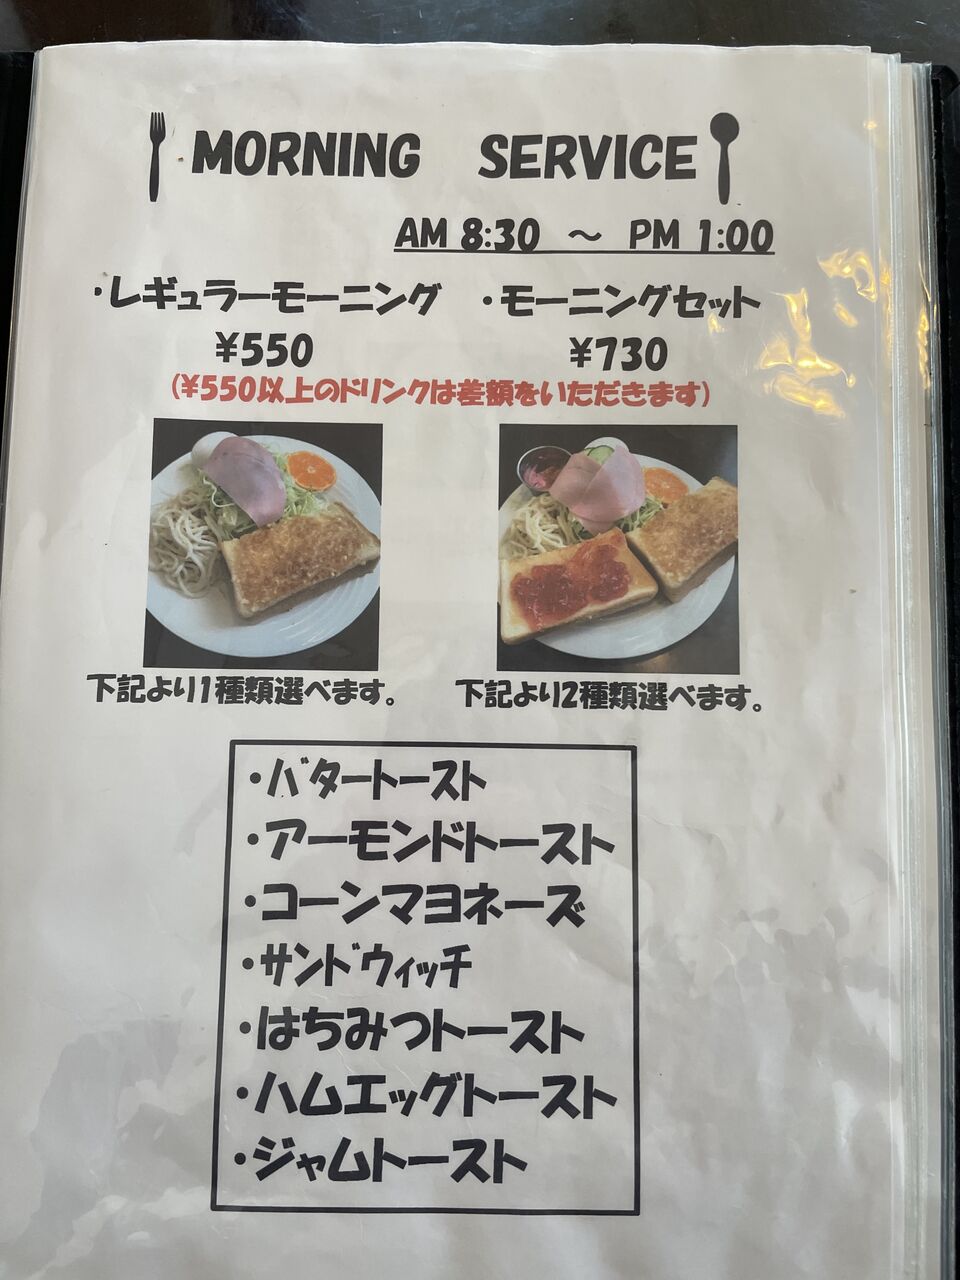 MORNING SERVICE
AM 8:30 ～ PM 1:00
・レギュラーモーニング ・モーニングセット
¥550 ¥730
(¥550以上のドリンクは差額をいただきます)
下記より1種類選べます。 下記より2種類選べます。
・バタートースト
・アーモンドトースト
・コーンマヨネーズ
・サンドウィッチ
・はちみつトースト
・ハムエッグトースト
・ジャムトースト